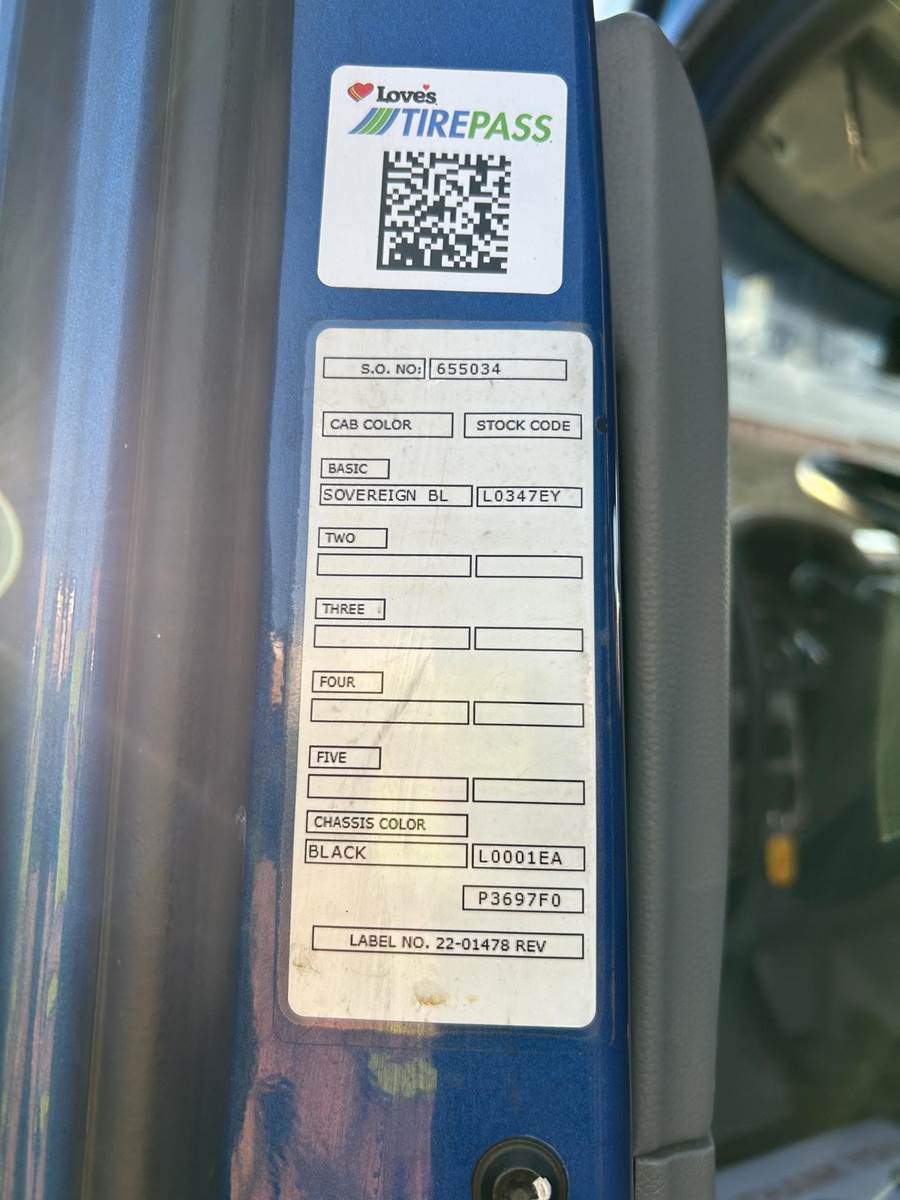 Love's
TIREPASS
S.O. NO: 655034
CAB COLOR STOCK CODE
BASIC
SOVEREIGN BL L0347EY
TWO
THREE
FOUR
FIVE
CHASSIS COLOR
BLACK L0001EA
P3697F0
LABEL NO. 22-01478 REV